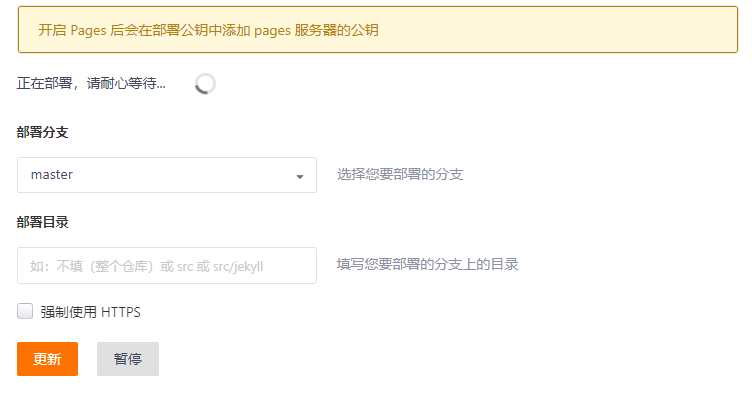 开启 Pages 后会在部署公钥中添加 pages 服务器的公钥
正在部署，请耐心等待...
部署分支
master
选择您要部署的分支
部署目录
如：不填（整个仓库）或 src 或 src/jekyll
填写您要部署的分支上的目录
强制使用 HTTPS
更新
暂停